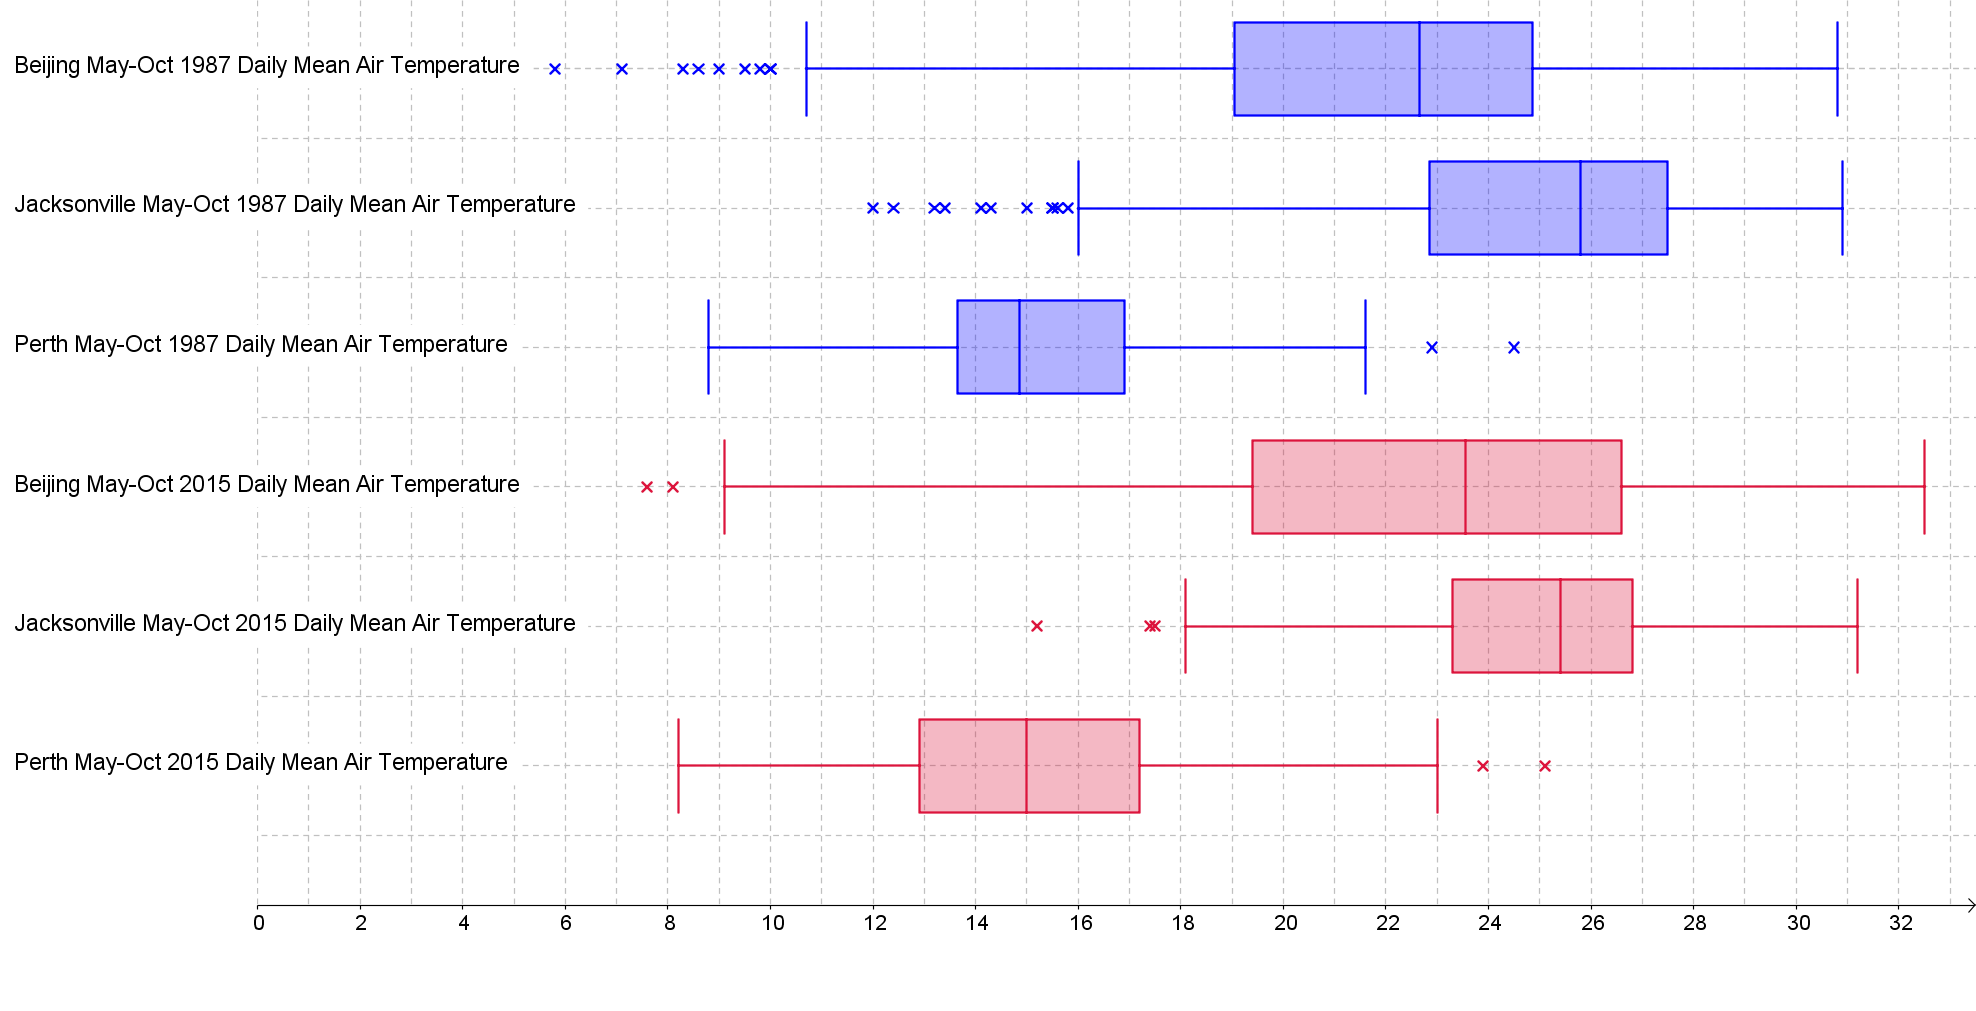 Beijing May-Oct 1987 Daily Mean Air Temperature
Jacksonville May-Oct 1987 Daily Mean Air Temperature
Perth May-Oct 1987 Daily Mean Air Temperature
Beijing May-Oct 2015 Daily Mean Air Temperature
Jacksonville May-Oct 2015 Daily Mean Air Temperature
Perth May-Oct 2015 Daily Mean Air Temperature
0 2 4 6 8 10 12 14 16 18 20 22 24 26 28 30 32